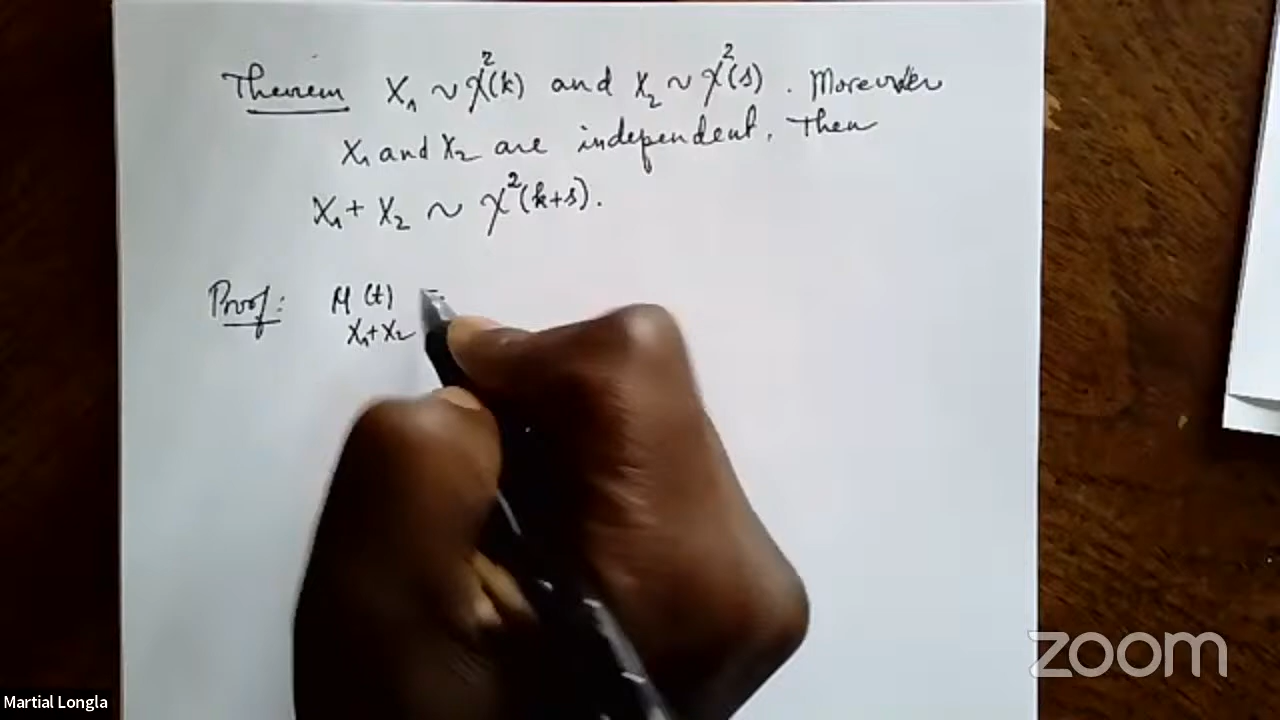 Theorem X₁ ~ χ²(k) and X₂ ~ χ²(s). Moreover
X₁ and X₂ are independent. Then
X₁ + X₂ ~ χ²(k+s).
Proof: M (t) =
X₁+X₂
zoom
Martial Longla